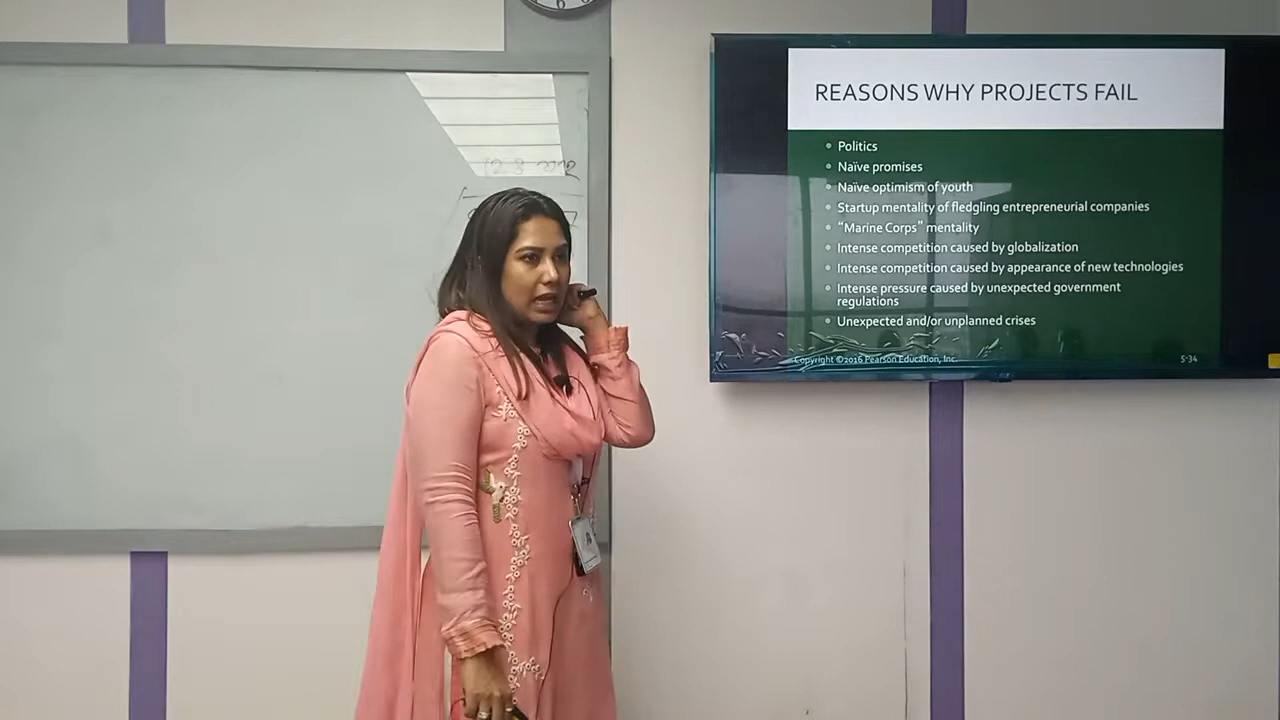 REASONS WHY PROJECTS FAIL
Politics
Naïve promises
Naïve optimism of youth
Startup mentality of fledgling entrepreneurial companies
“Marine Corps” mentality
Intense competition caused by globalization
Intense competition caused by appearance of new technologies
Intense pressure caused by unexpected government
regulations
Unexpected and/or unplanned crises
Copyright ©2016 Pearson Education, Inc.
5-34